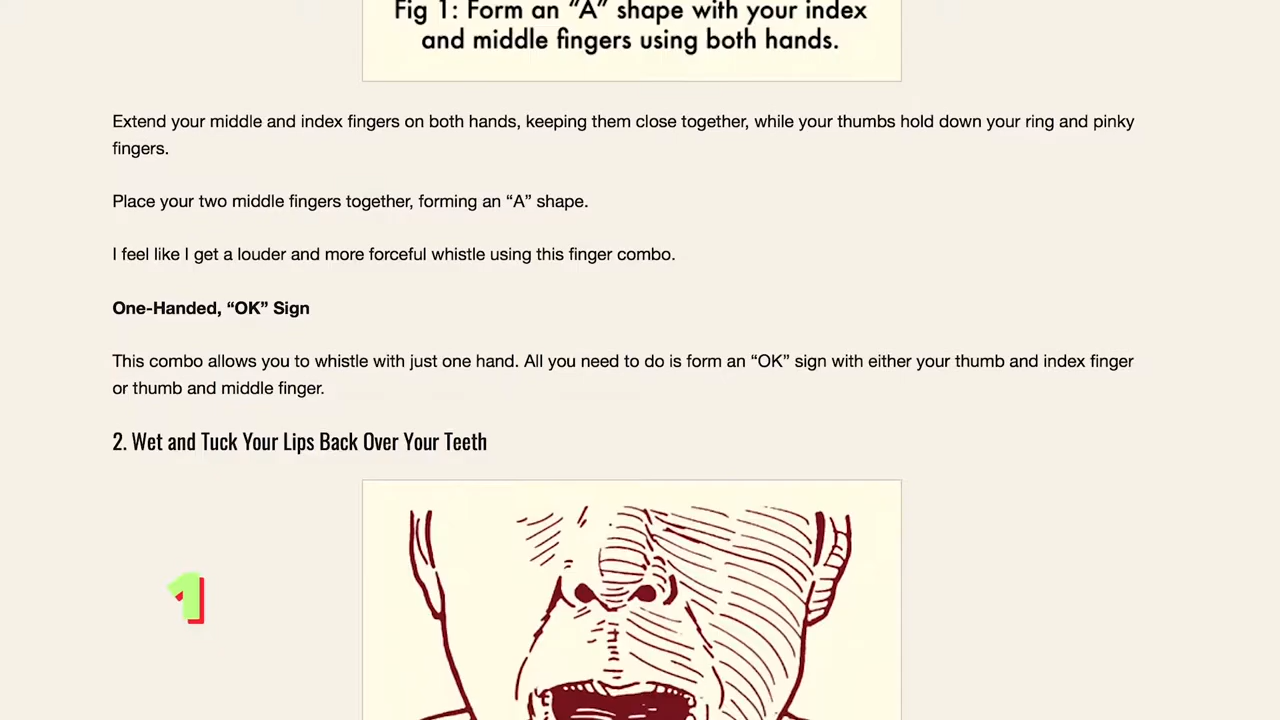 Fig 1: Form an “A” shape with your index
and middle fingers using both hands.
Extend your middle and index fingers on both hands, keeping them close together, while your thumbs hold down your ring and pinky
fingers.
Place your two middle fingers together, forming an “A” shape.
I feel like I get a louder and more forceful whistle using this finger combo.
One-Handed, “OK” Sign
This combo allows you to whistle with just one hand. All you need to do is form an “OK” sign with either your thumb and index finger
or thumb and middle finger.
2. Wet and Tuck Your Lips Back Over Your Teeth
1